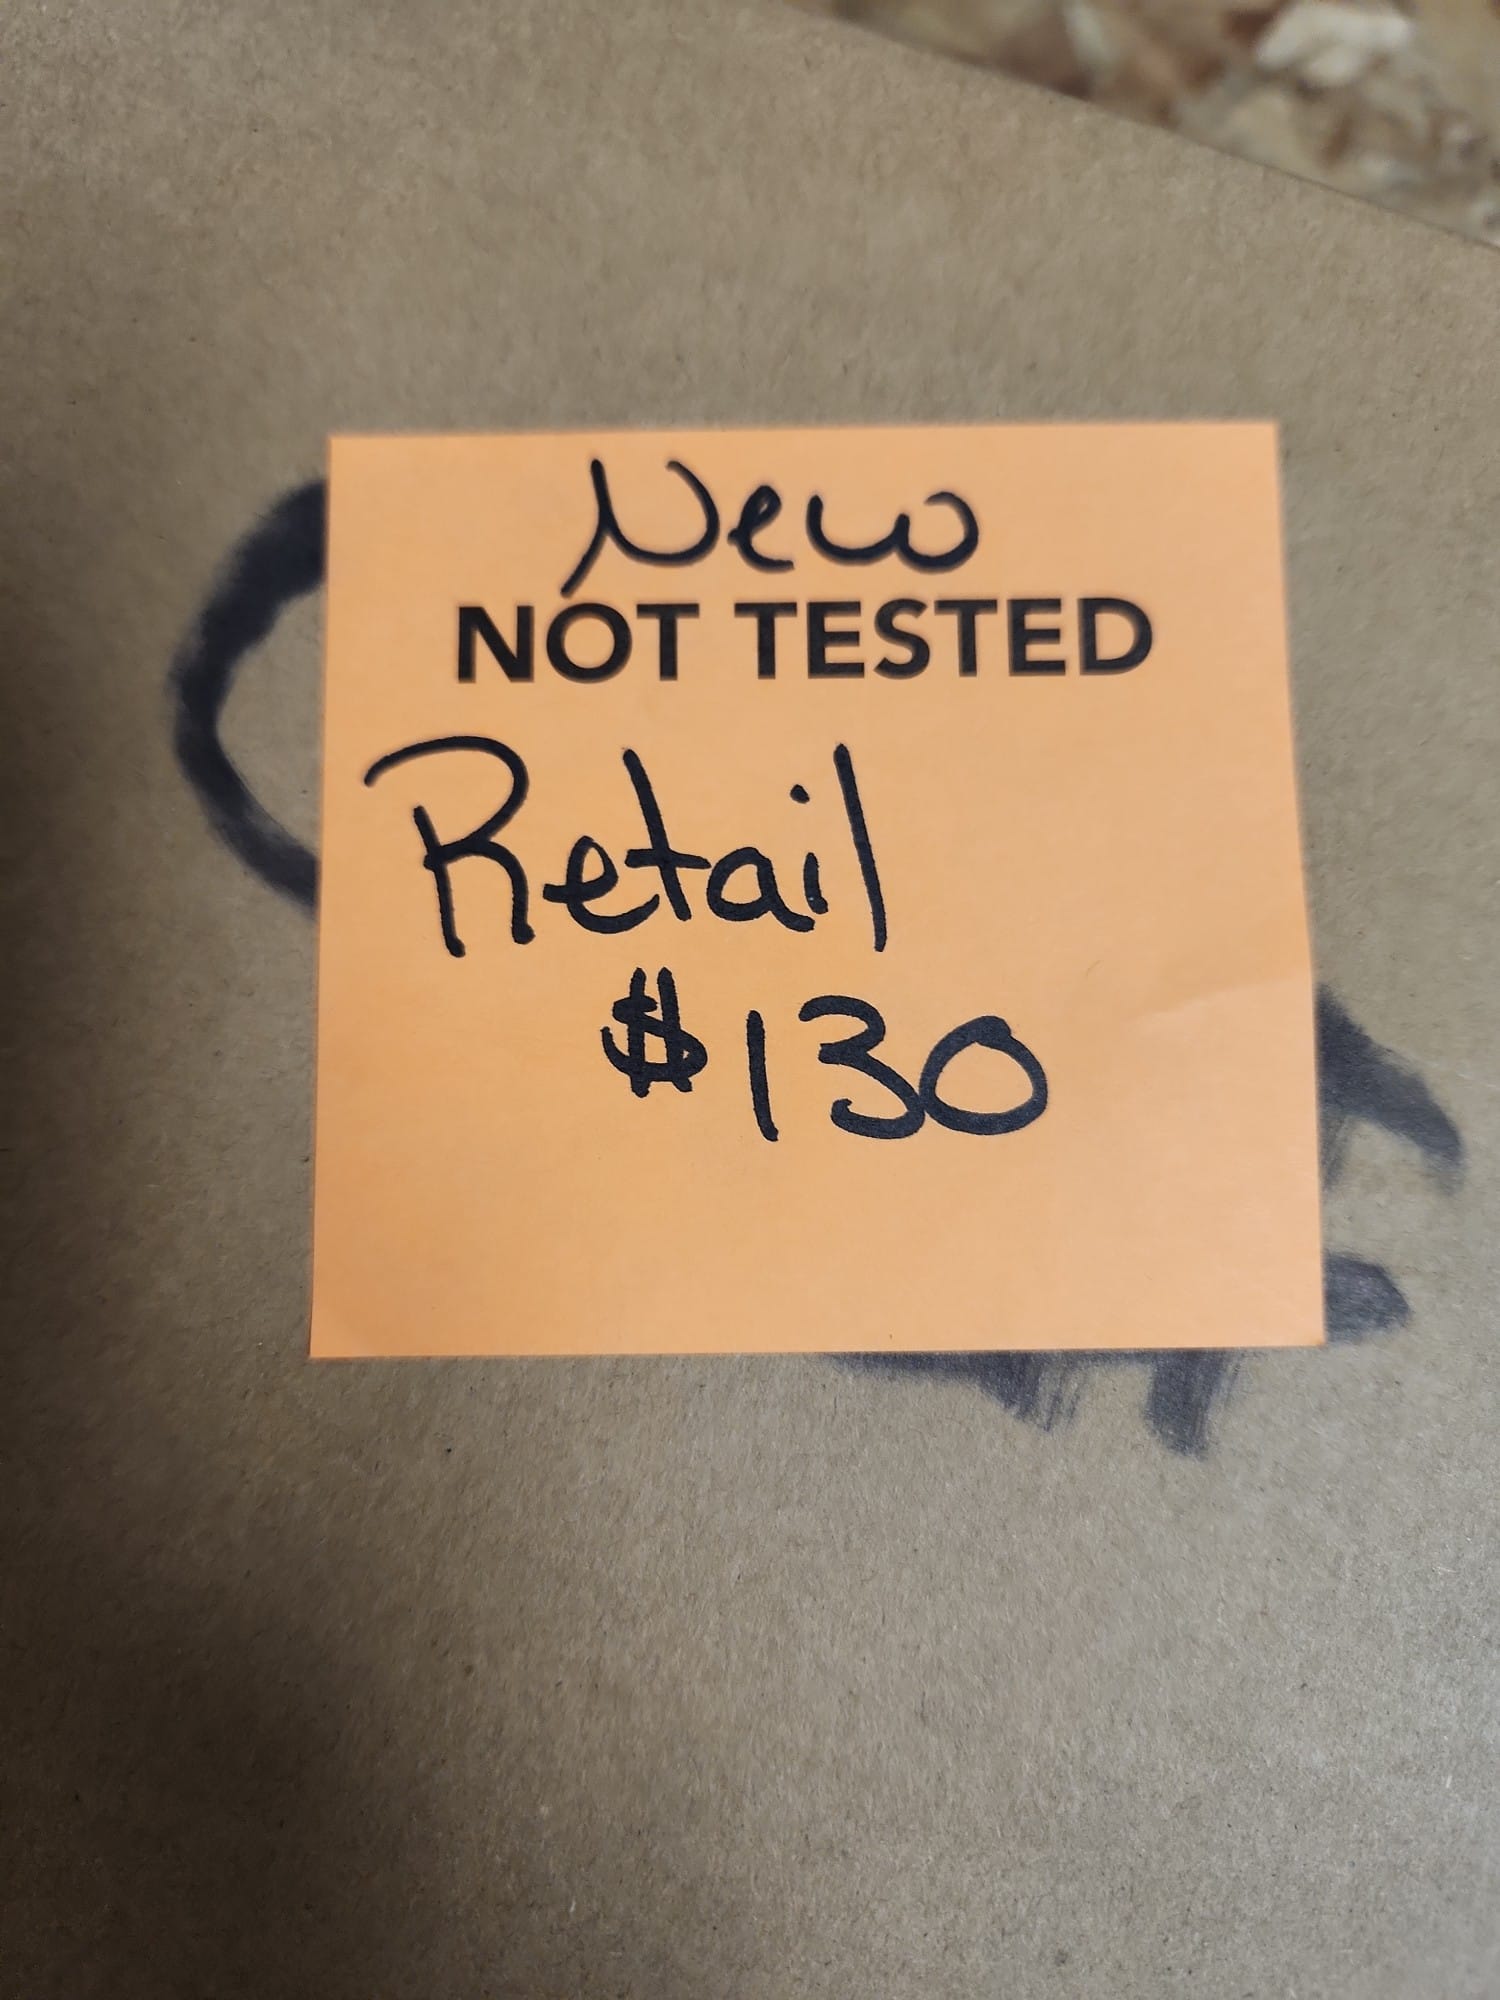 New
NOT TESTED
Retail
$130